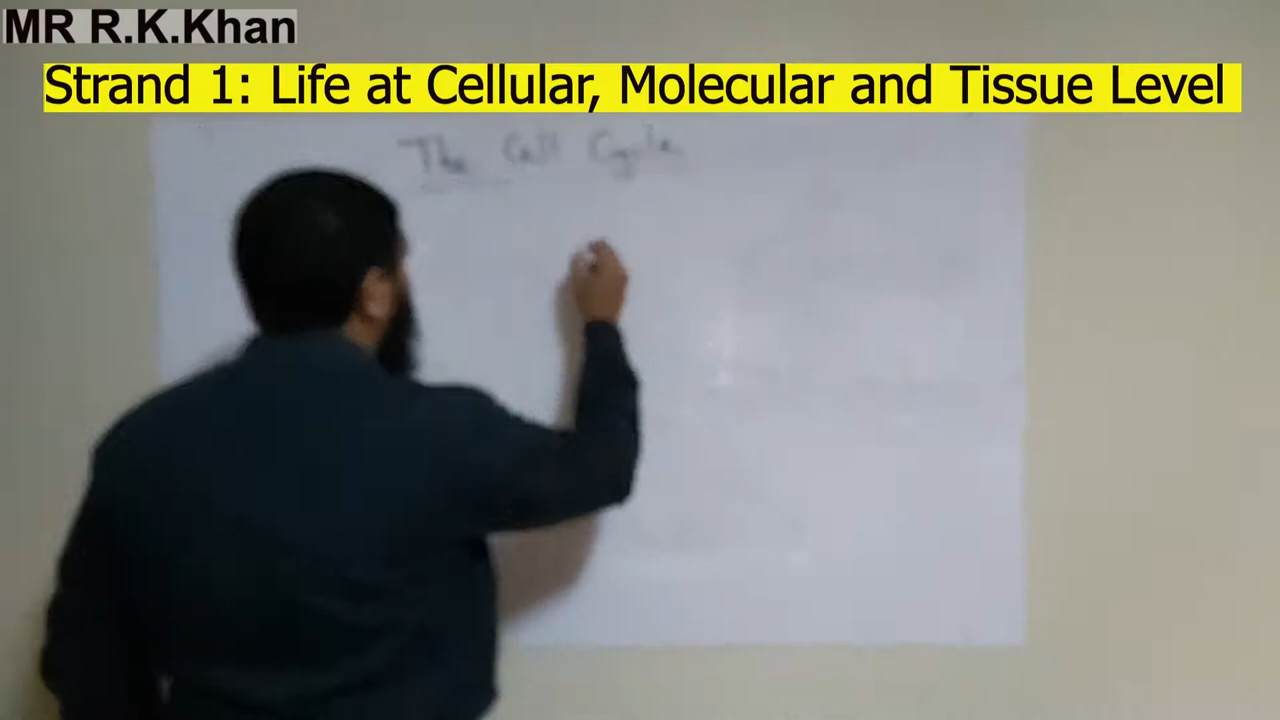 MR R.K.Khan
Strand 1: Life at Cellular, Molecular and Tissue Level
The Cell Cycle